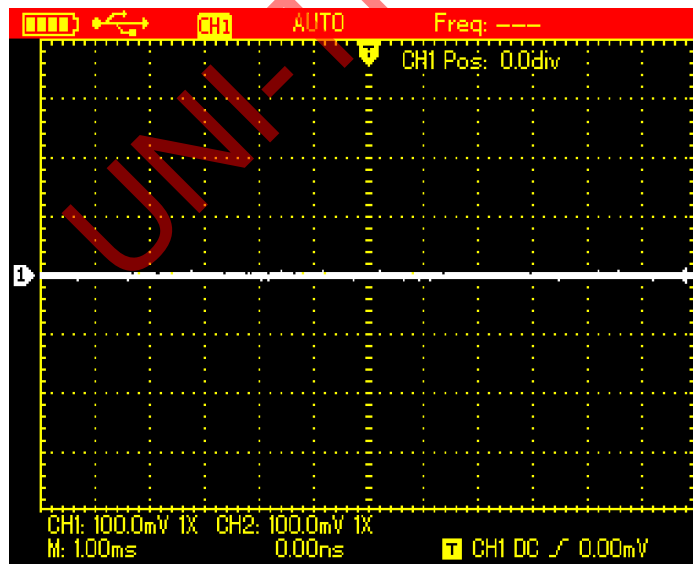 CH1 AUTO Freq: ---
T
CH1 Pos: 0.0div
UNI-
1
CH1: 100.0mV 1X CH2: 100.0mV 1X
M: 1.00ms 0.00ns T CH1 DC 0.00mV